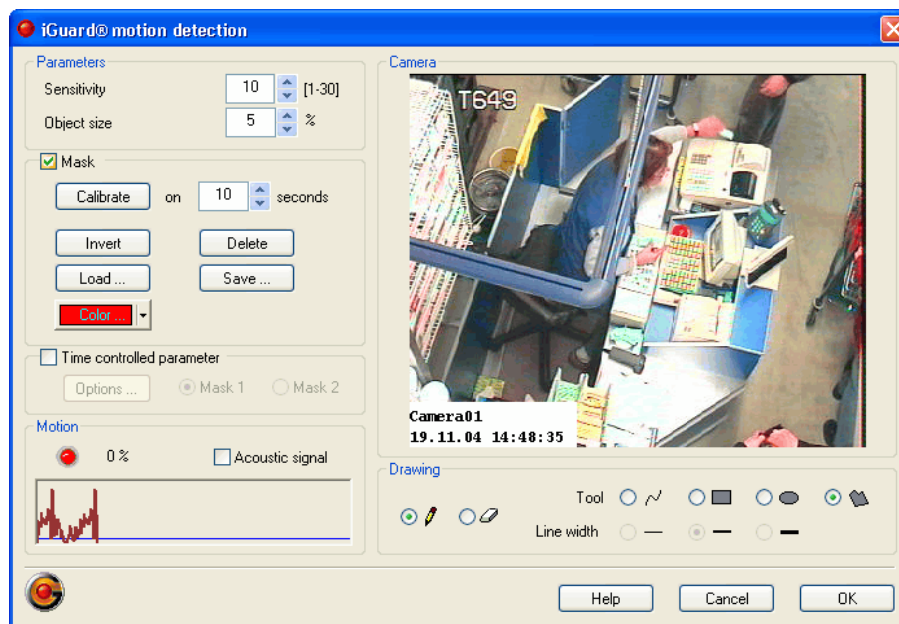 iGuard® motion detection
Parameters
Sensitivity 10 [1-30]
Object size 5 %
Mask
Calibrate on 10 seconds
Invert Delete
Load ... Save ...
Color ...
Time controlled parameter
Options ... Mask 1 Mask 2
Motion
0 % Acoustic signal
Camera
T649
Camera01
19.11.04 14:48:35
Drawing
Tool
Line width
Help Cancel OK